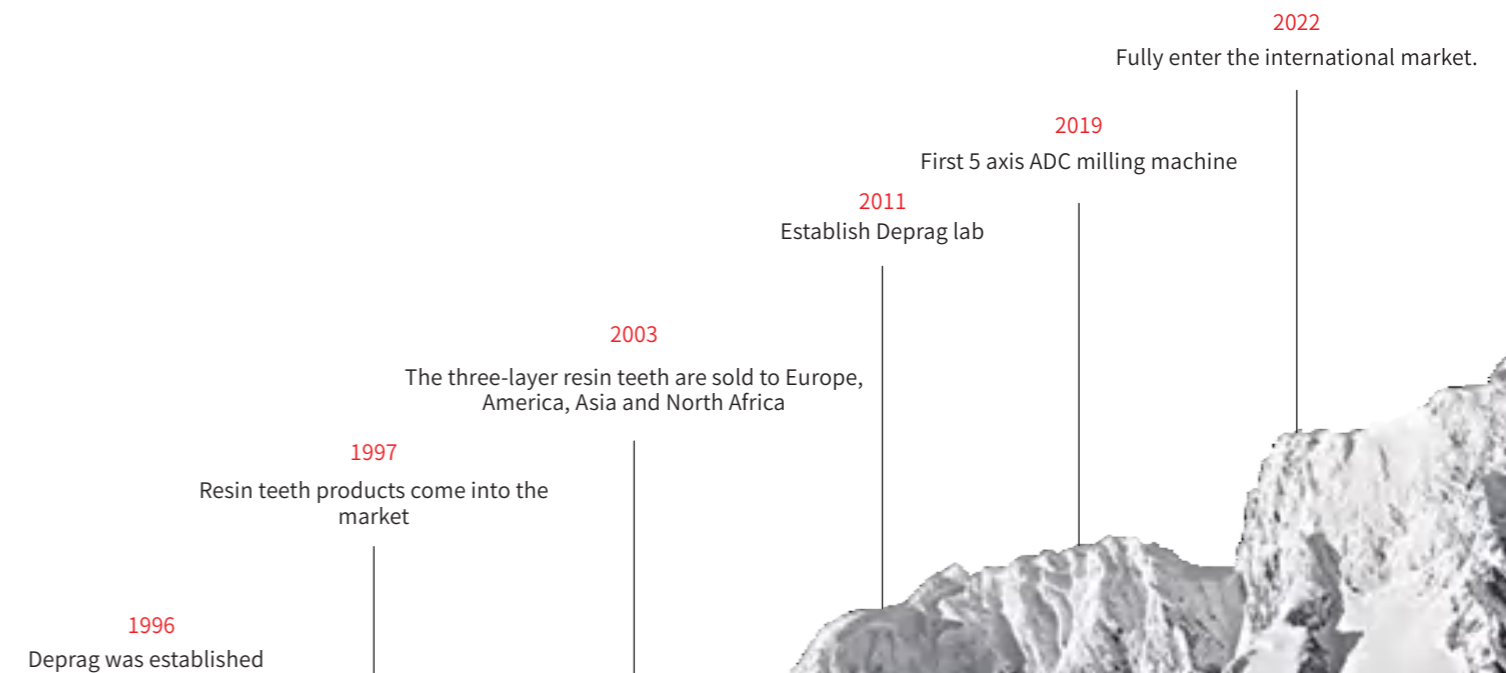 2022
Fully enter the international market.
2019
First 5 axis ADC milling machine
2011
Establish Deprag lab
2003
The three-layer resin teeth are sold to Europe,
America, Asia and North Africa
1997
Resin teeth products come into the
market
1996
Deprag was established